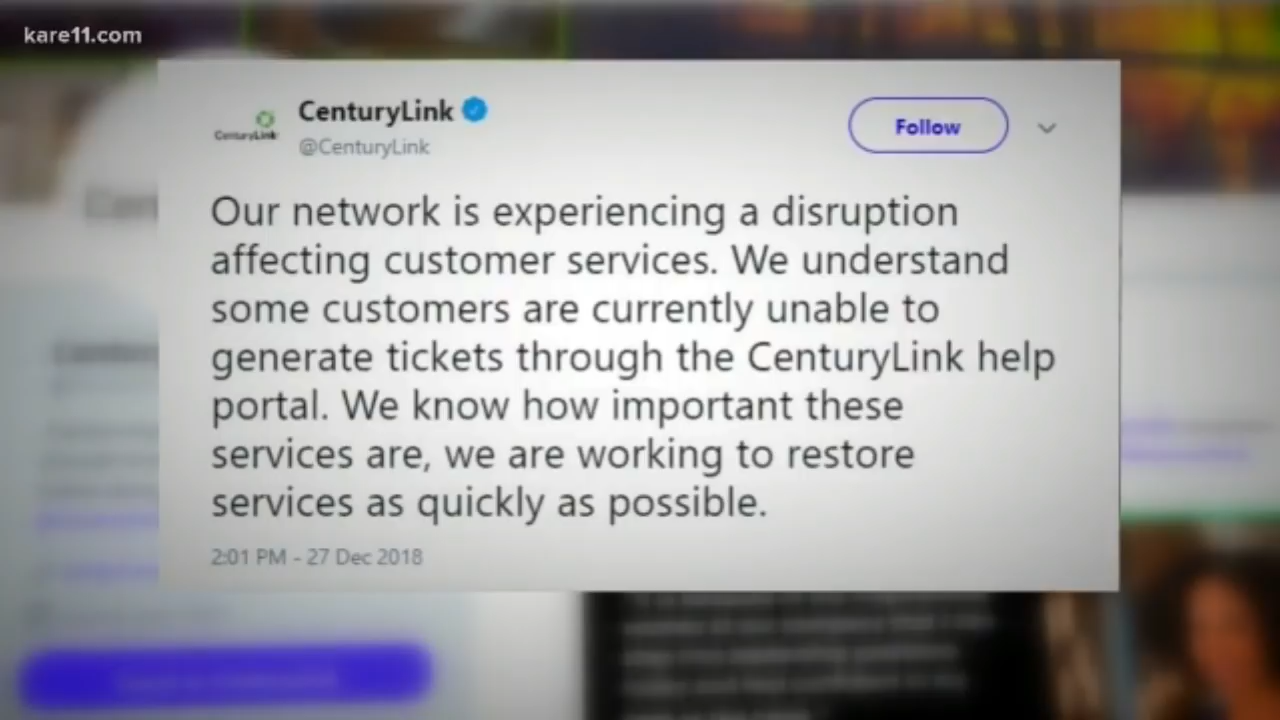 kare11.com
CenturyLink
CenturyLink
@CenturyLink
Follow
Our network is experiencing a disruption
affecting customer services. We understand
some customers are currently unable to
generate tickets through the CenturyLink help
portal. We know how important these
services are, we are working to restore
services as quickly as possible.
2:01 PM - 27 Dec 2018